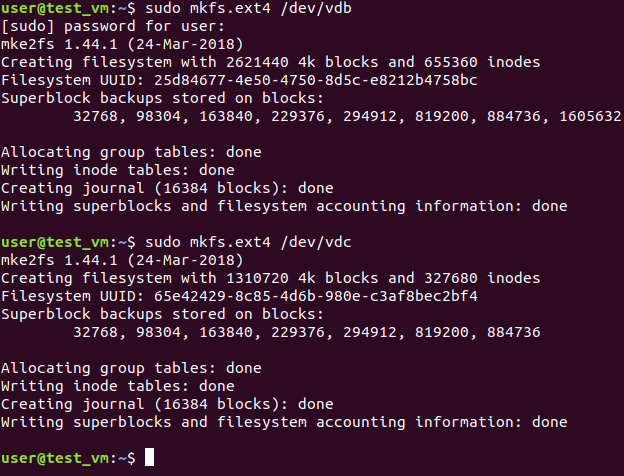 user@test_vm:~$ sudo mkfs.ext4 /dev/vdb
[sudo] password for user:
mke2fs 1.44.1 (24-Mar-2018)
Creating filesystem with 2621440 4k blocks and 655360 inodes
Filesystem UUID: 25d84677-4e50-4750-8d5c-e8212b4758bc
Superblock backups stored on blocks:
        32768, 98304, 163840, 229376, 294912, 819200, 884736, 1605632
Allocating group tables: done
Writing inode tables: done
Creating journal (16384 blocks): done
Writing superblocks and filesystem accounting information: done
user@test_vm:~$ sudo mkfs.ext4 /dev/vdc
mke2fs 1.44.1 (24-Mar-2018)
Creating filesystem with 1310720 4k blocks and 327680 inodes
Filesystem UUID: 65e42429-8c85-4d6b-980e-c3af8bec2bf4
Superblock backups stored on blocks:
        32768, 98304, 163840, 229376, 294912, 819200, 884736
Allocating group tables: done
Writing inode tables: done
Creating journal (16384 blocks): done
Writing superblocks and filesystem accounting information: done
user@test_vm:~$